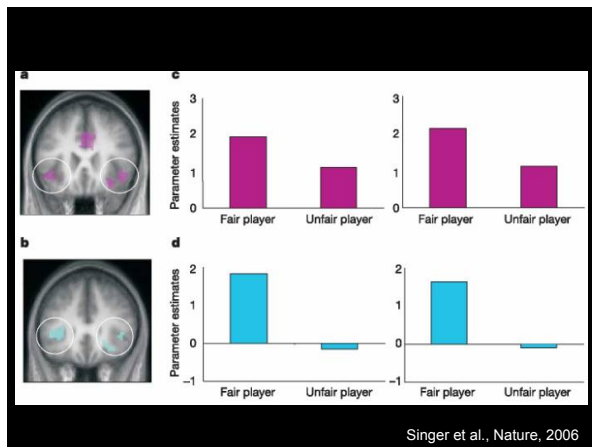 a
c
3
2
1
0
Parameter estimates
Fair player
Unfair player
3
2
1
0
Fair player
Unfair player
b
d
2
1
0
−1
Parameter estimates
Fair player
Unfair player
2
1
0
−1
Fair player
Unfair player
Singer et al., Nature, 2006